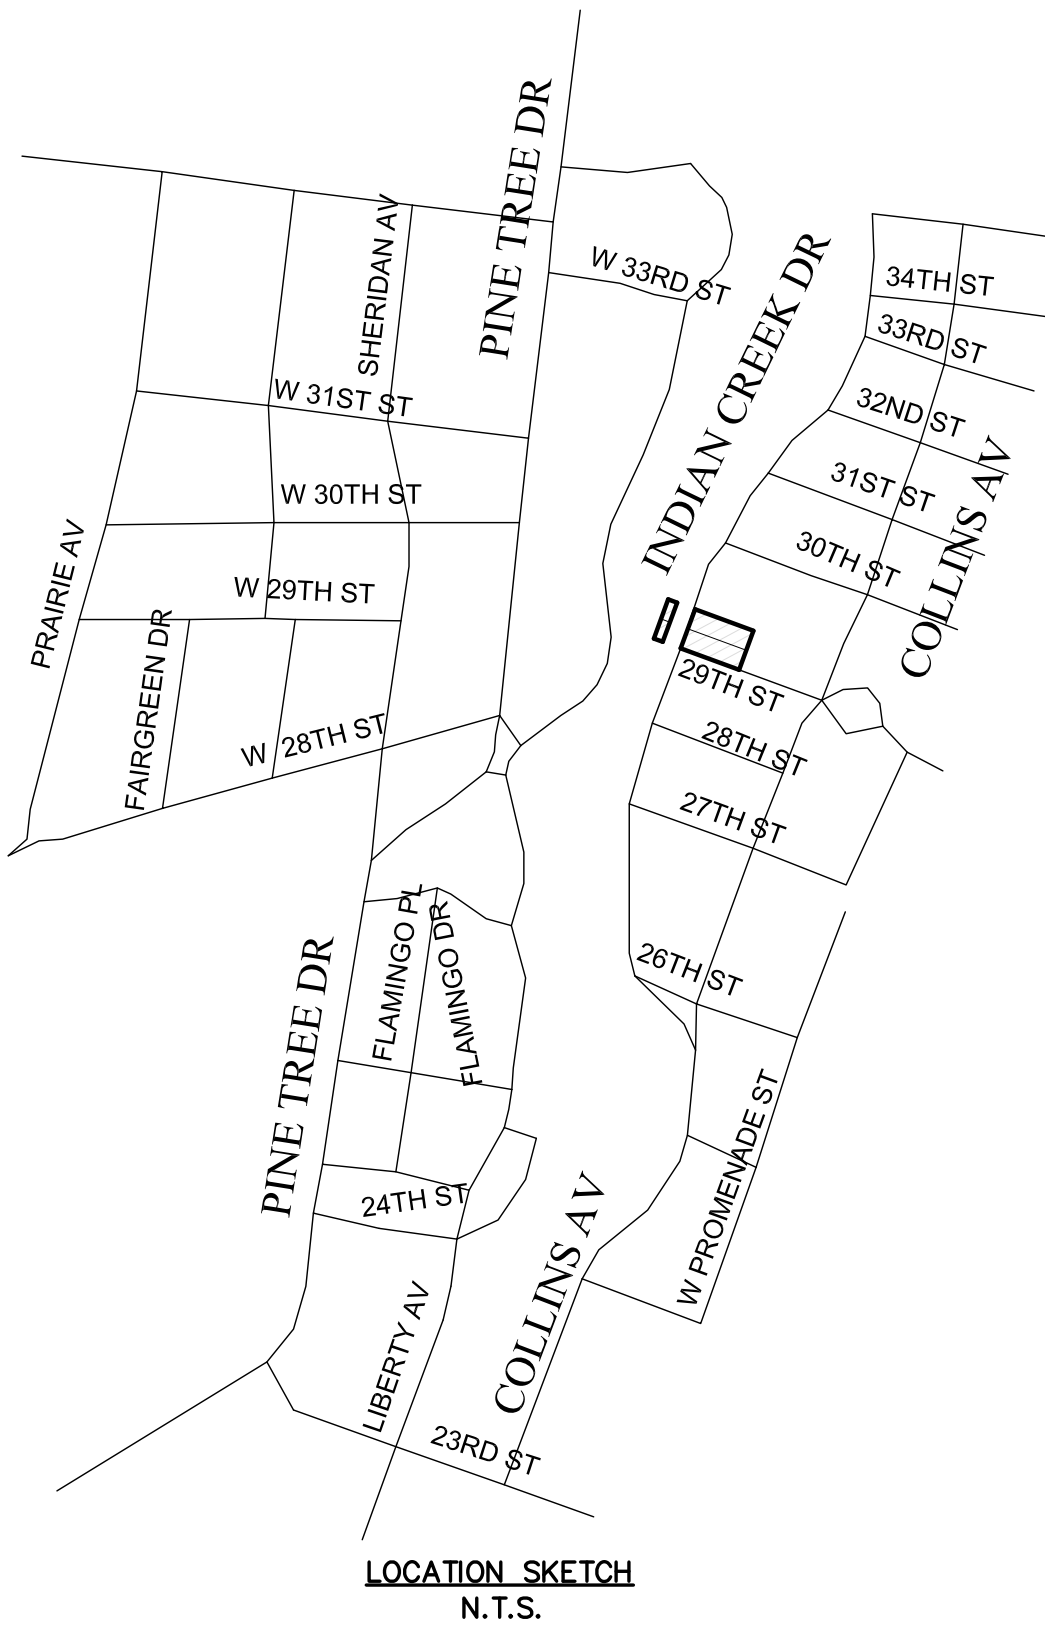 PINE TREE DR
SHERIDAN AV
W 33RD ST
INDIAN CREEK DR
34TH ST
33RD ST
W 31ST ST
32ND ST
W 30TH ST
31ST ST
COLLINS AV
30TH ST
PRAIRIE AV
W 29TH ST
FAIRGREEN DR
29TH ST
W 28TH ST
28TH ST
27TH ST
FLAMINGO PL
FLAMINGO DR
26TH ST
PINE TREE DR
W PROMENADE ST
24TH ST
COLLINS AV
LIBERTY AV
23RD ST
LOCATION SKETCH
N.T.S.